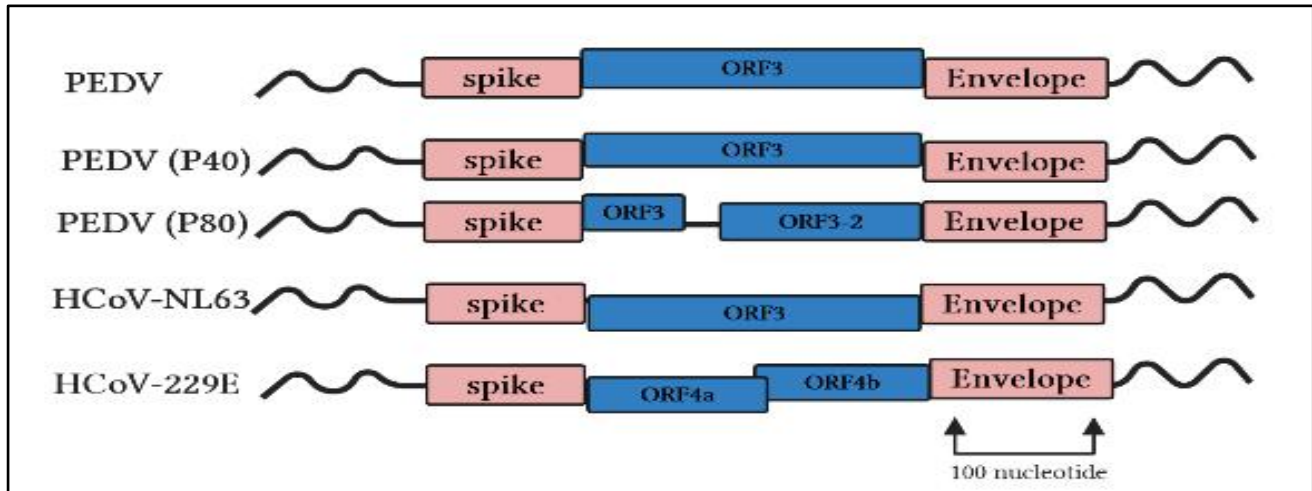 PEDV spike ORF3 Envelope
PEDV (P40) spike ORF3 Envelope
PEDV (P80) spike ORF3 ORF3-2 Envelope
HCoV-NL63 spike ORF3 Envelope
HCoV-229E spike ORF4a ORF4b Envelope
100 nucleotide